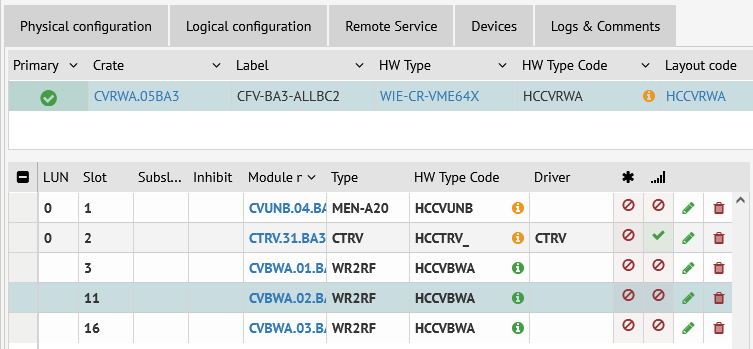 Physical configuration Logical configuration Remote Service Devices Logs & Comments
Primary Crate Label HW Type HW Type Code Layout code
CVRWA.05BA3 CFV-BA3-ALLBC2 WIE-CR-VME64X HCCVRWA HCCVRWA
LUN Slot Subsl... Inhibit Module r Type HW Type Code Driver
0 1 CVUNB.04.BA MEN-A20 HCCVUNB
0 2 CTRV.31.BA3 CTRV HCCTRV_ CTRV
3 CVBWA.01.BA WR2RF HCCVBWA
11 CVBWA.02.BA WR2RF HCCVBWA
16 CVBWA.03.BA WR2RF HCCVBWA